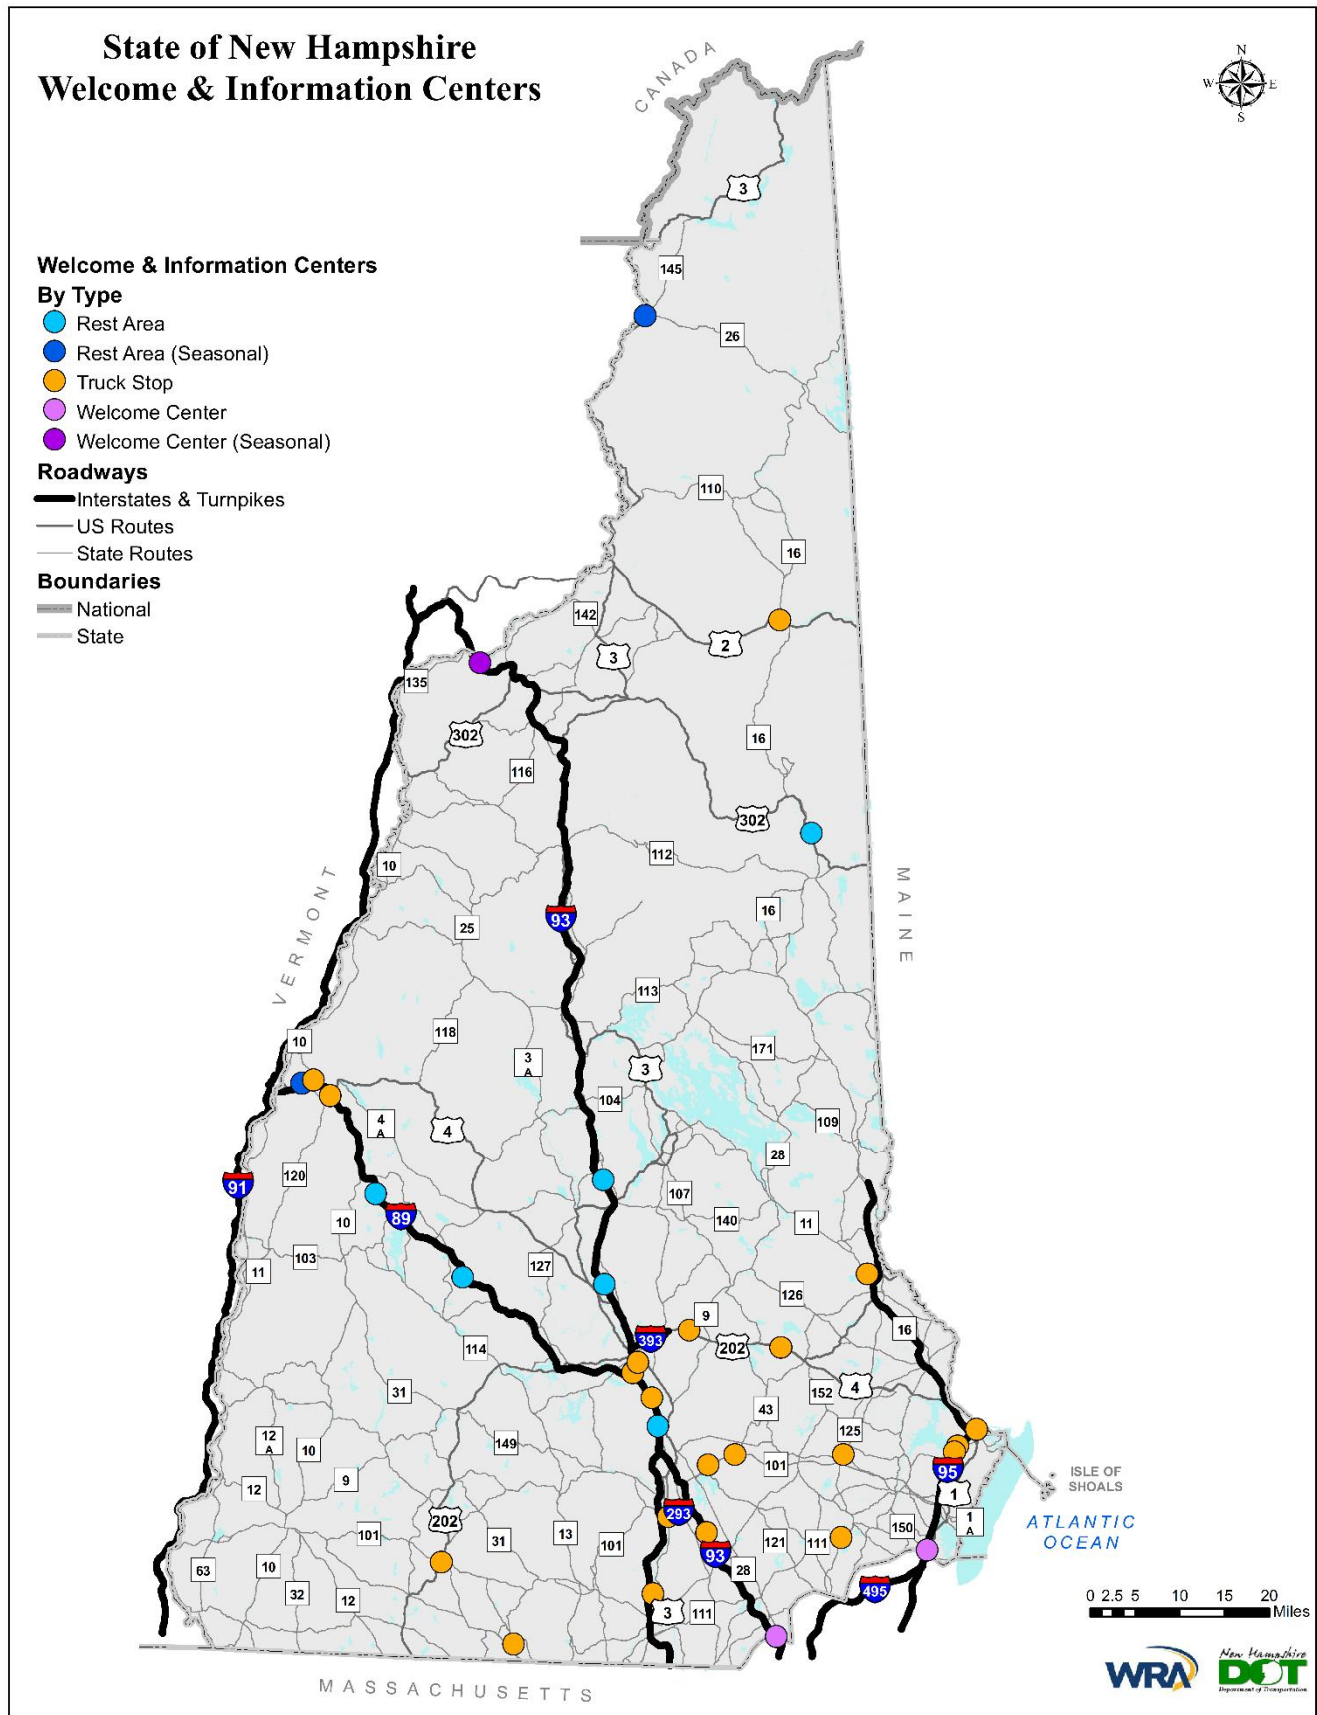 State of New Hampshire
Welcome & Information Centers
N
W
E
S
CANADA
3
145
26
Welcome & Information Centers
By Type
Rest Area
Rest Area (Seasonal)
Truck Stop
Welcome Center
Welcome Center (Seasonal)
Roadways
Interstates & Turnpikes
US Routes
State Routes
Boundaries
National
State
110
16
142
2
3
135
302
16
116
302
112
10
VERMONT
MAINE
93
16
25
113
118
10
3
A
171
3
104
4
A
4
109
28
120
91
107
89
10
140
11
103
11
127
126
9
16
393
202
114
4
31
152
43
12
A
10
149
125
101
95
ISLE OF
SHOALS
9
12
1
293
202
1
A
ATLANTIC
OCEAN
101
31
13
101
121
111
150
93
63
10
28
32
12
495
3
111
0 2.5 5 10 15 20
Miles
MASSACHUSETTS
WRA
New Hampshire
DOT
Department of Transportation